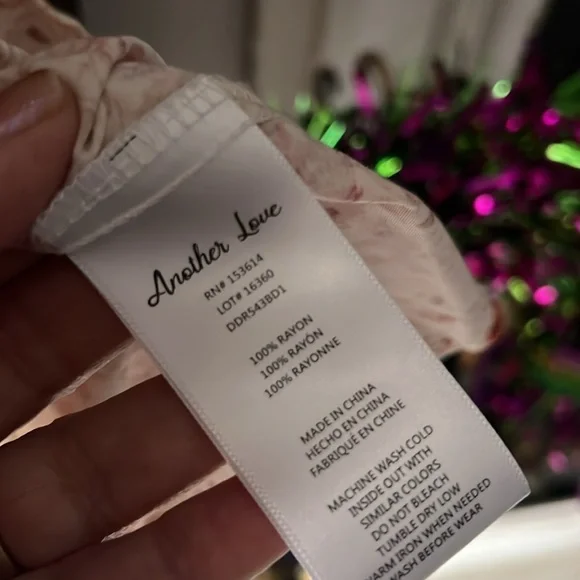 Another Love
RN# 153614
LOT# 16360
DDR543BD1
100% RAYON
100% RAYÓN
100% RAYONNE
MADE IN CHINA
HECHO EN CHINA
FABRIQUÉ EN CHINE
MACHINE WASH COLD
INSIDE OUT WITH
SIMILAR COLORS
DO NOT BLEACH
TUMBLE DRY LOW
WARM IRON WHEN NEEDED
WASH BEFORE WEAR